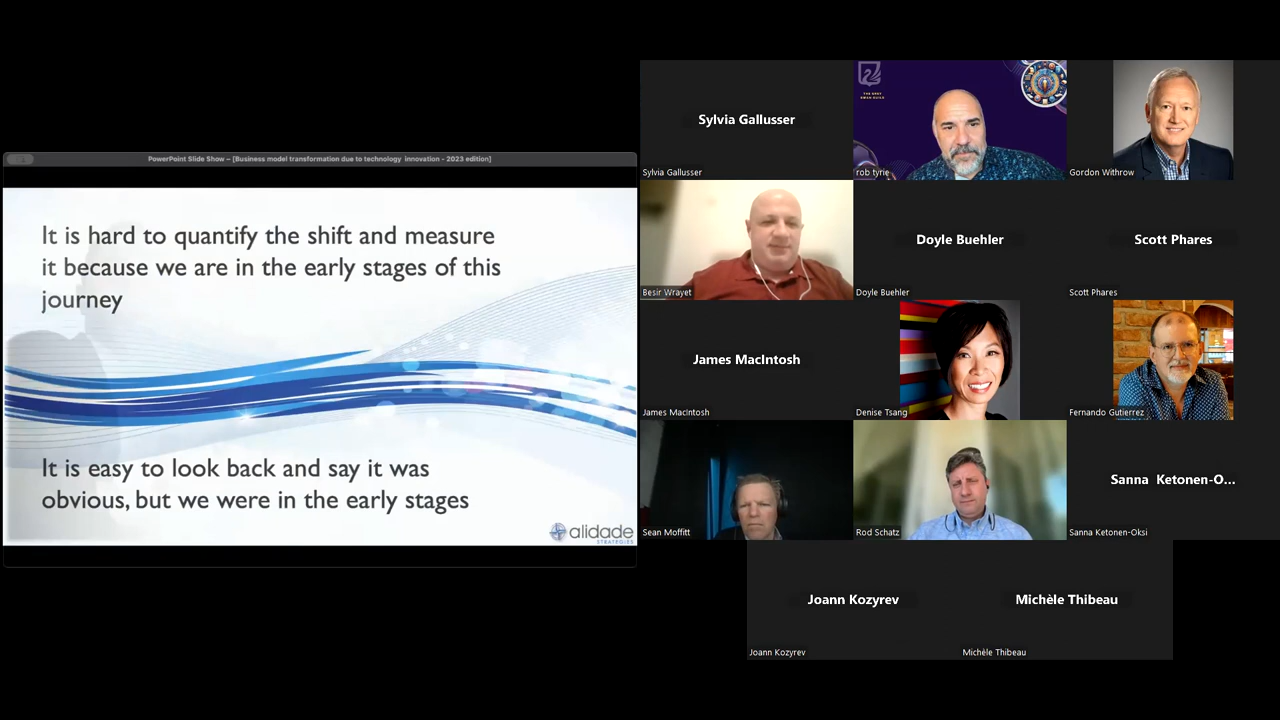 PowerPoint Slide Show - [Business model transformation due to technology innovation - 2023 edition]
It is hard to quantify the shift and measure
it because we are in the early stages of this
journey
It is easy to look back and say it was
obvious, but we were in the early stages
alidade
STRATEGIES
Sylvia Gallusser
Sylvia Gallusser
rob tyrie
Gordon Withrow
Besir Wrayet
Doyle Buehler
Doyle Buehler
Scott Phares
Scott Phares
James MacIntosh
James MacIntosh
Denise Tsang
Fernando Gutierrez
Sean Moffitt
Rod Schatz
Sanna Ketonen-O...
Sanna Ketonen-Oksi
Joann Kozyrev
Joann Kozyrev
Michèle Thibeau
Michèle Thibeau